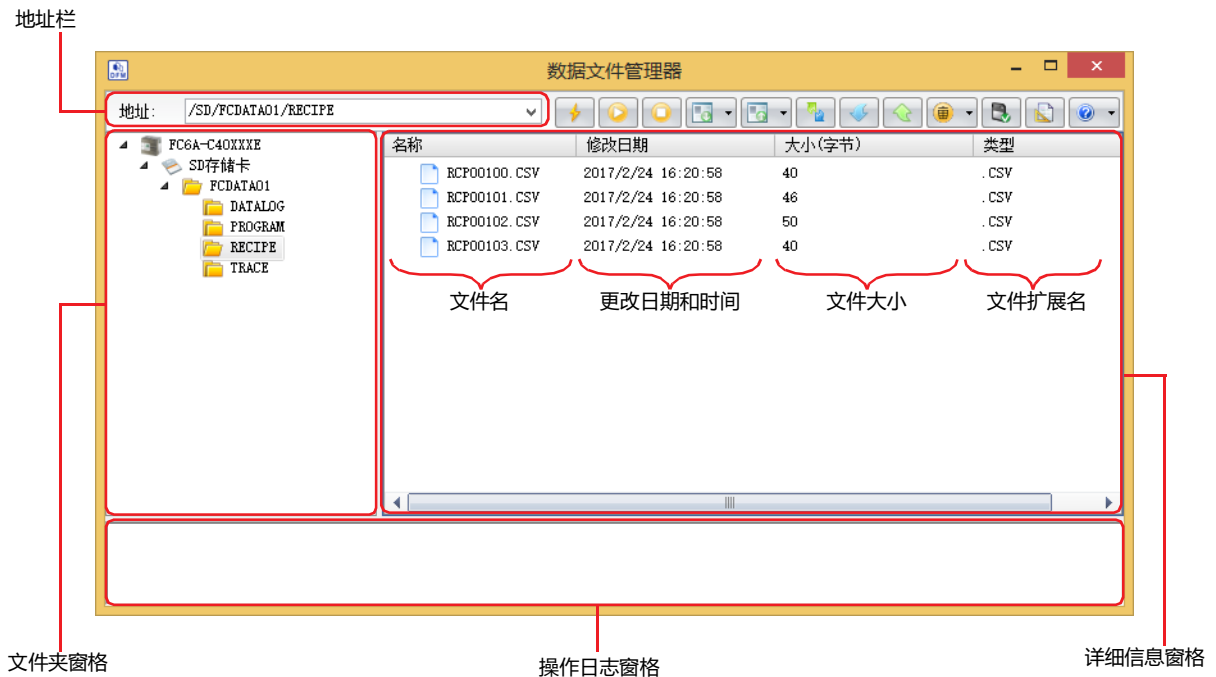 地址栏
DFM
数据文件管理器
地址: /SD/FCDATA01/RECIPE
FC6A-C40XXXE
SD存储卡
FCDATA01
DATALOG
PROGRAM
RECIPE
TRACE
名称 修改日期 大小(字节) 类型
RCP00100.CSV 2017/2/24 16:20:58 40 .CSV
RCP00101.CSV 2017/2/24 16:20:58 46 .CSV
RCP00102.CSV 2017/2/24 16:20:58 50 .CSV
RCP00103.CSV 2017/2/24 16:20:58 40 .CSV
文件名 更改日期和时间 文件大小 文件扩展名
文件夹窗格
操作日志窗格
详细信息窗格